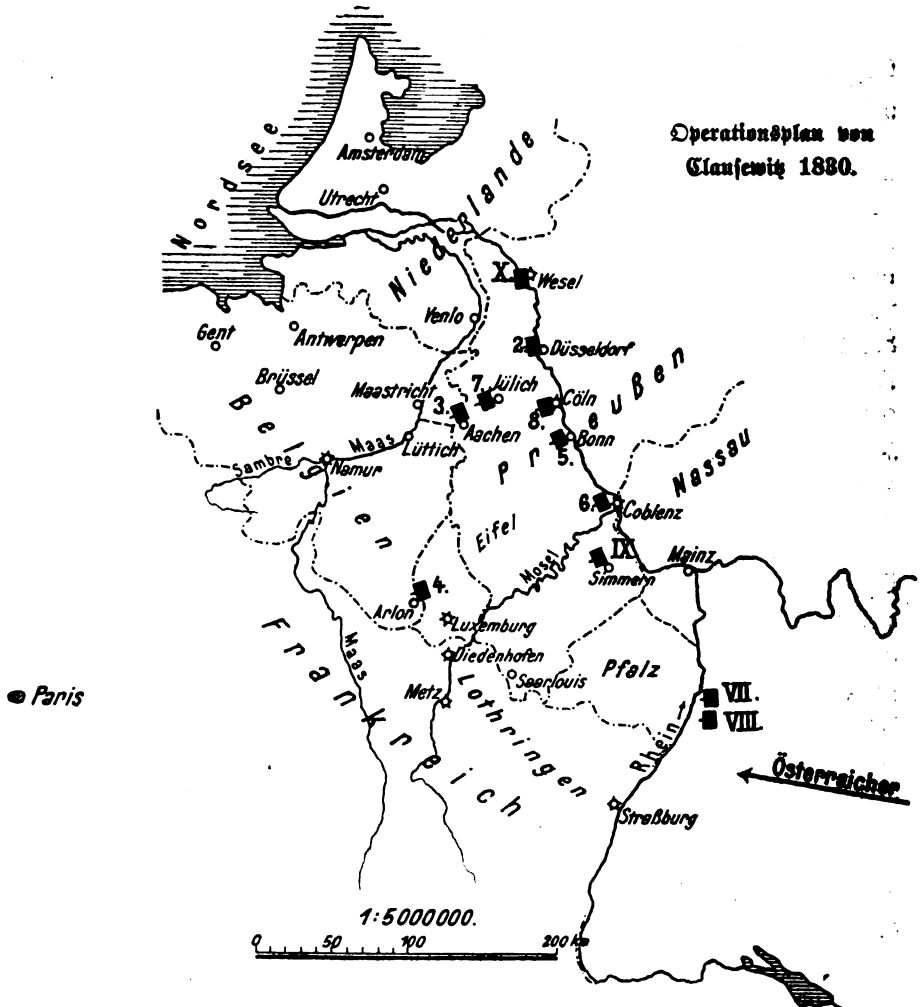 Operationsplan von
Clausewitz 1830.
Nordsee
Amsterdam
Utrecht
Niederlande
X.
Wesel
Venlo
Gent
Antwerpen
2.
Düsseldorf
Brüssel
Maastricht
7.
Jülich
3.
Aachen
Cöln
8.
Preußen
Belgien
Maas
Lüttich
Bonn
5.
Sambre
Namur
Nassau
6.
Coblenz
Eifel
Mosel
IX.
Simmern
Mainz
4.
Arlon
Luxemburg
Frankreich
Maas
Diedenhofen
Saarlouis
Pfalz
Paris
Metz
Lothringen
VII.
VIII.
Rhein
Österreicher
Straßburg
1:5000000.
0 50 100 200 km